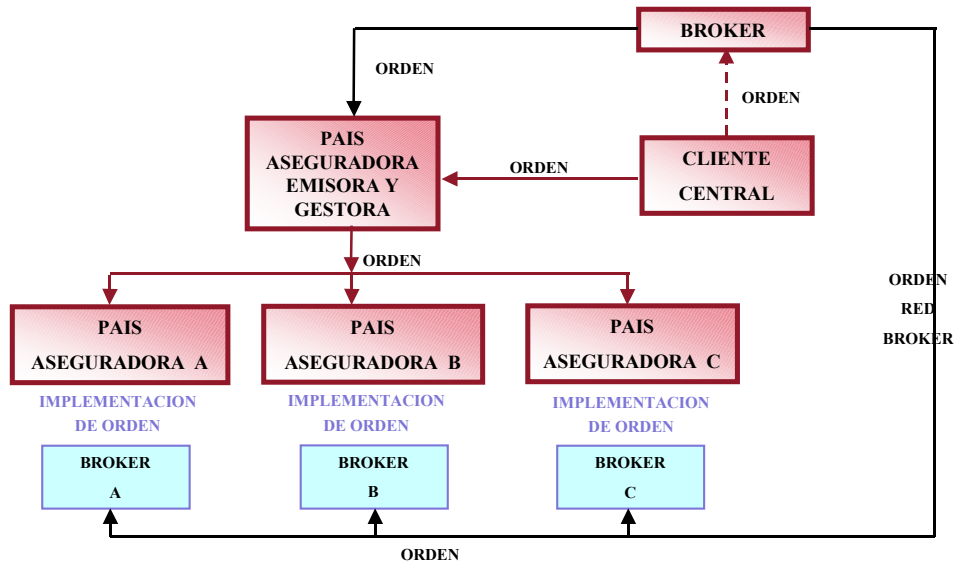 BROKER
ORDEN
ORDEN
PAIS
ASEGURADORA
EMISORA Y
GESTORA
ORDEN
CLIENTE
CENTRAL
ORDEN
ORDEN
RED
BROKER
PAIS
ASEGURADORA A
PAIS
ASEGURADORA B
PAIS
ASEGURADORA C
IMPLEMENTACION
DE ORDEN
IMPLEMENTACION
DE ORDEN
IMPLEMENTACION
DE ORDEN
BROKER
A
BROKER
B
BROKER
C
ORDEN